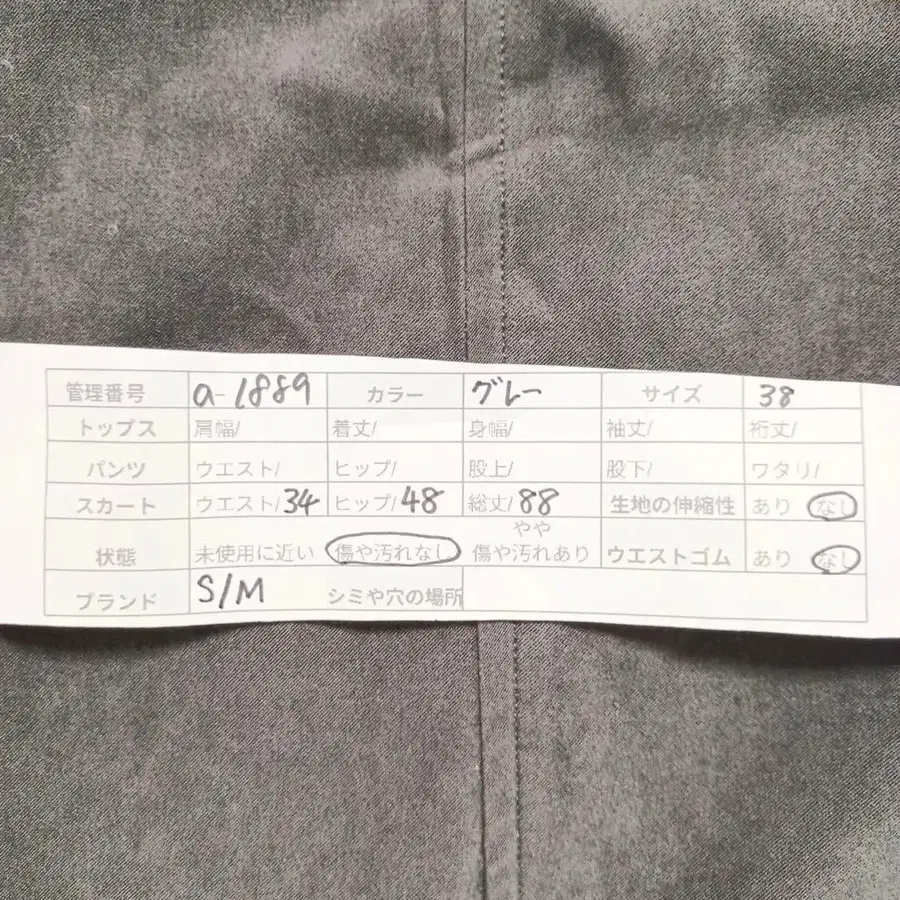 管理番号 a-1889 カラー グレー サイズ 38
トップス 肩幅/ 着丈/ 身幅/ 袖丈/ 裄丈/
パンツ ウエスト/ ヒップ/ 股上/ 股下/ ワタリ/
スカート ウエスト/34 ヒップ/48 総丈/88 生地の伸縮性 あり なし
状態 未使用に近い 傷や汚れなし やや傷や汚れあり ウエストゴム あり なし
ブランド S/M シミや穴の場所